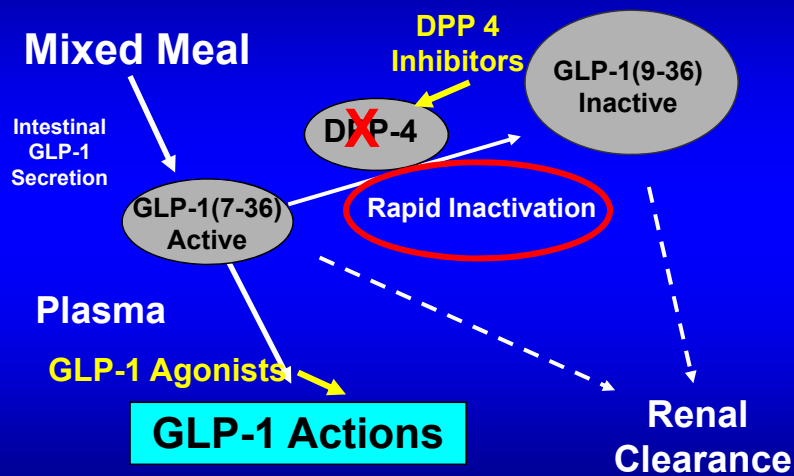 Mixed Meal
DPP 4
Inhibitors
GLP-1(9-36)
Inactive
DPP-4
X
Intestinal
GLP-1
Secretion
GLP-1(7-36)
Active
Rapid Inactivation
Plasma
GLP-1 Agonists
GLP-1 Actions
Renal
Clearance